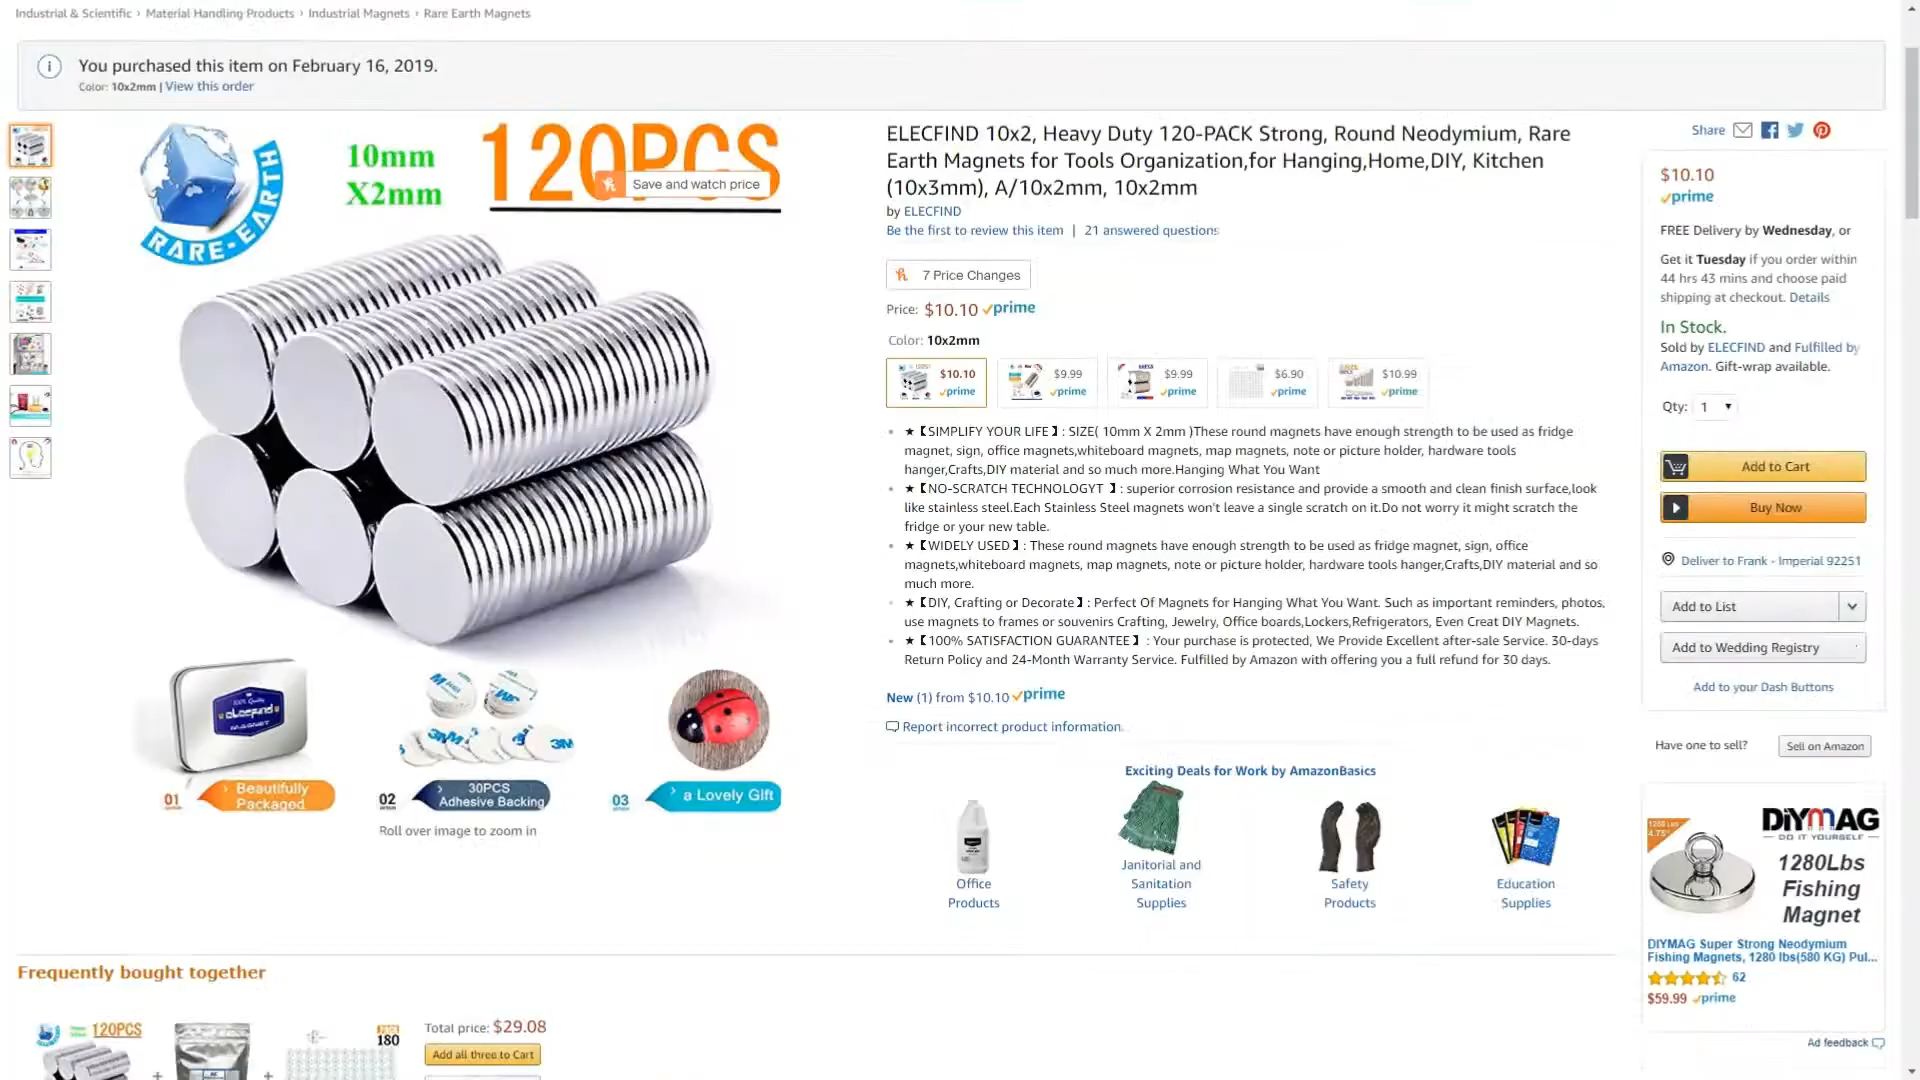 Industrial & Scientific › Material Handling Products › Industrial Magnets › Rare Earth Magnets
You purchased this item on February 16, 2019.
Color: 10x2mm | View this order
RARE-EARTH
10mm
X2mm
120PCS
Save and watch price
01
Beautifully
Packaged
02
30PCS
Adhesive Backing
03
a Lovely Gift
Roll over image to zoom in
ELECFIND 10x2, Heavy Duty 120-PACK Strong, Round Neodymium, Rare
Earth Magnets for Tools Organization,for Hanging,Home,DIY, Kitchen
(10x3mm), A/10x2mm, 10x2mm
by ELECFIND
Be the first to review this item | 21 answered questions
7 Price Changes
Price: $10.10 prime
Color: 10x2mm
$10.10 prime
$9.99 prime
$9.99 prime
$6.90 prime
$10.99 prime
★【SIMPLIFY YOUR LIFE】: SIZE( 10mm X 2mm )These round magnets have enough strength to be used as fridge
magnet, sign, office magnets,whiteboard magnets, map magnets, note or picture holder, hardware tools
hanger,Crafts,DIY material and so much more.Hanging What You Want
★【NO-SCRATCH TECHNOLOGYT 】: superior corrosion resistance and provide a smooth and clean finish surface,look
like stainless steel.Each Stainless Steel magnets won't leave a single scratch on it.Do not worry it might scratch the
fridge or your new table.
★【WIDELY USED】: These round magnets have enough strength to be used as fridge magnet, sign, office
magnets,whiteboard magnets, map magnets, note or picture holder, hardware tools hanger,Crafts,DIY material and so
much more.
★【DIY, Crafting or Decorate】: Perfect Of Magnets for Hanging What You Want. Such as important reminders, photos,
use magnets to frames or souvenirs Crafting, Jewelry, Office boards,Lockers,Refrigerators, Even Creat DIY Magnets.
★【100% SATISFACTION GUARANTEE】 : Your purchase is protected, We Provide Excellent after-sale Service. 30-days
Return Policy and 24-Month Warranty Service. Fulfilled by Amazon with offering you a full refund for 30 days.
New (1) from $10.10 prime
Report incorrect product information.
Exciting Deals for Work by AmazonBasics
Office
Products
Janitorial and
Sanitation
Supplies
Safety
Products
Education
Supplies
Share
$10.10
prime
FREE Delivery by Wednesday, or
Get it Tuesday if you order within
44 hrs 43 mins and choose paid
shipping at checkout. Details
In Stock.
Sold by ELECFIND and Fulfilled by
Amazon. Gift-wrap available.
Qty: 1
Add to Cart
Buy Now
Deliver to Frank - Imperial 92251
Add to List
Add to Wedding Registry
Add to your Dash Buttons
Have one to sell? Sell on Amazon
DIYMAG
DO IT YOURSELF
1280Lbs
Fishing
Magnet
DIYMAG Super Strong Neodymium
Fishing Magnets, 1280 lbs(580 KG) Pul...
62
$59.99 prime
Ad feedback
Frequently bought together
120PCS
180
Total price: $29.08
Add all three to Cart